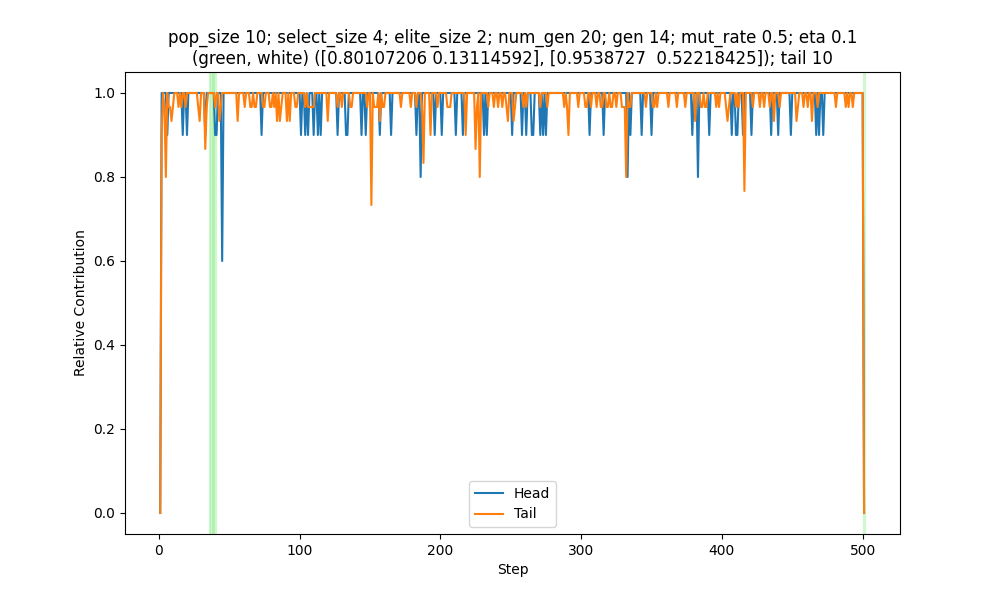 pop_size 10; select_size 4; elite_size 2; num_gen 20; gen 14; mut_rate 0.5; eta 0.1
(green, white) ([0.80107206 0.13114592], [0.9538727  0.52218425]); tail 10
1.0
0.8
0.6
0.4
0.2
0.0
Relative Contribution
Head
Tail
0
100
200
300
400
500
Step